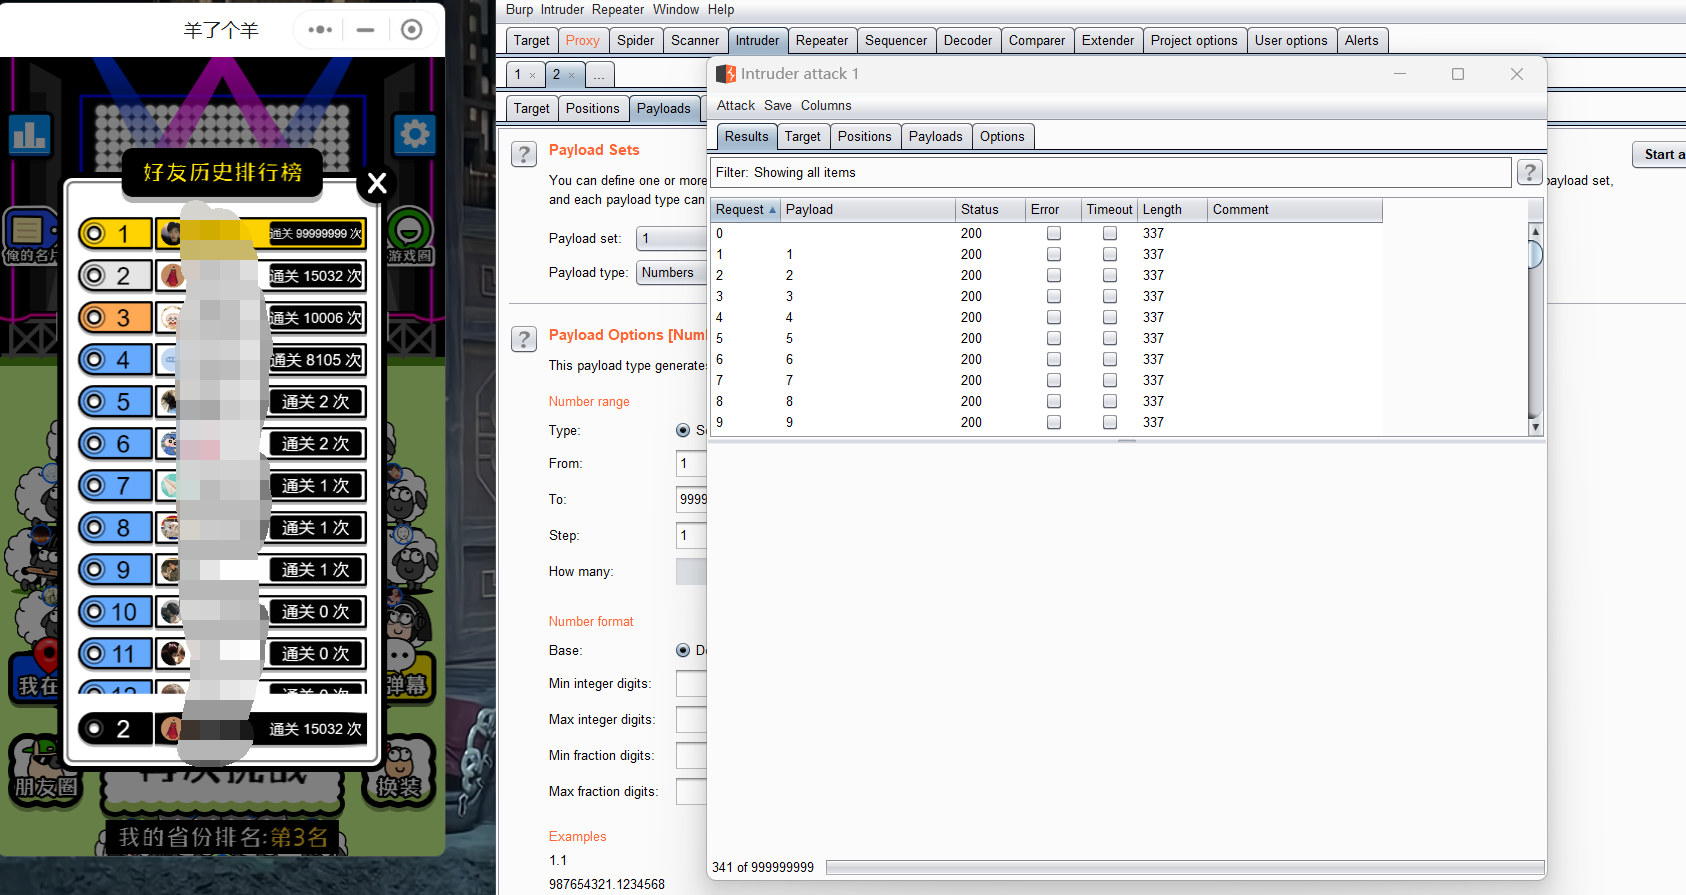 羊了个羊
好友历史排行榜
俺的名片
游戏圈
1 通关 99999999 次
2 通关 15032 次
3 通关 10006 次
4 通关 8105 次
5 通关 2 次
6 通关 2 次
7 通关 1 次
8 通关 1 次
9 通关 1 次
10 通关 0 次
11 通关 0 次
12 通关 0 次
我在
弹幕
2 通关 15032 次
朋友圈
换装
我的省份排名:第3名
Burp Intruder Repeater Window Help
Target Proxy Spider Scanner Intruder Repeater Sequencer Decoder Comparer Extender Project options User options Alerts
1 × 2 × ...
Target Positions Payloads
? Payload Sets
Start a
You can define one or more
payload set,
and each payload type can
Payload set: 1
Payload type: Numbers
? Payload Options [Num
This payload type generate
Number range
Type:
From: 1
To: 9999
Step: 1
How many:
Number format
Base:
Min integer digits:
Max integer digits:
Min fraction digits:
Max fraction digits:
Examples
1.1
987654321.1234568
Intruder attack 1
Attack Save Columns
Results Target Positions Payloads Options
Filter: Showing all items ?
Request Payload Status Error Timeout Length Comment
0 200 337
1 1 200 337
2 2 200 337
3 3 200 337
4 4 200 337
5 5 200 337
6 6 200 337
7 7 200 337
8 8 200 337
9 9 200 337
341 of 999999999